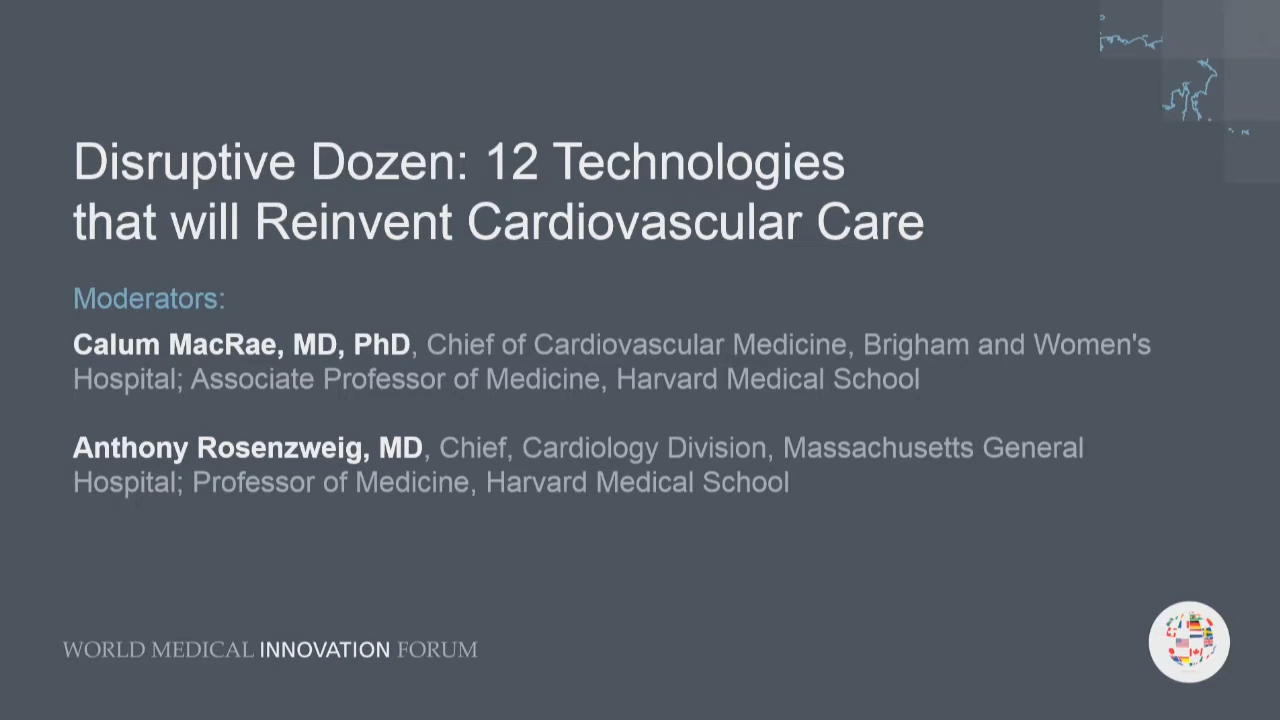 Disruptive Dozen: 12 Technologies
that will Reinvent Cardiovascular Care
Moderators:
Calum MacRae, MD, PhD, Chief of Cardiovascular Medicine, Brigham and Women's
Hospital; Associate Professor of Medicine, Harvard Medical School
Anthony Rosenzweig, MD, Chief, Cardiology Division, Massachusetts General
Hospital; Professor of Medicine, Harvard Medical School
WORLD MEDICAL INNOVATION FORUM